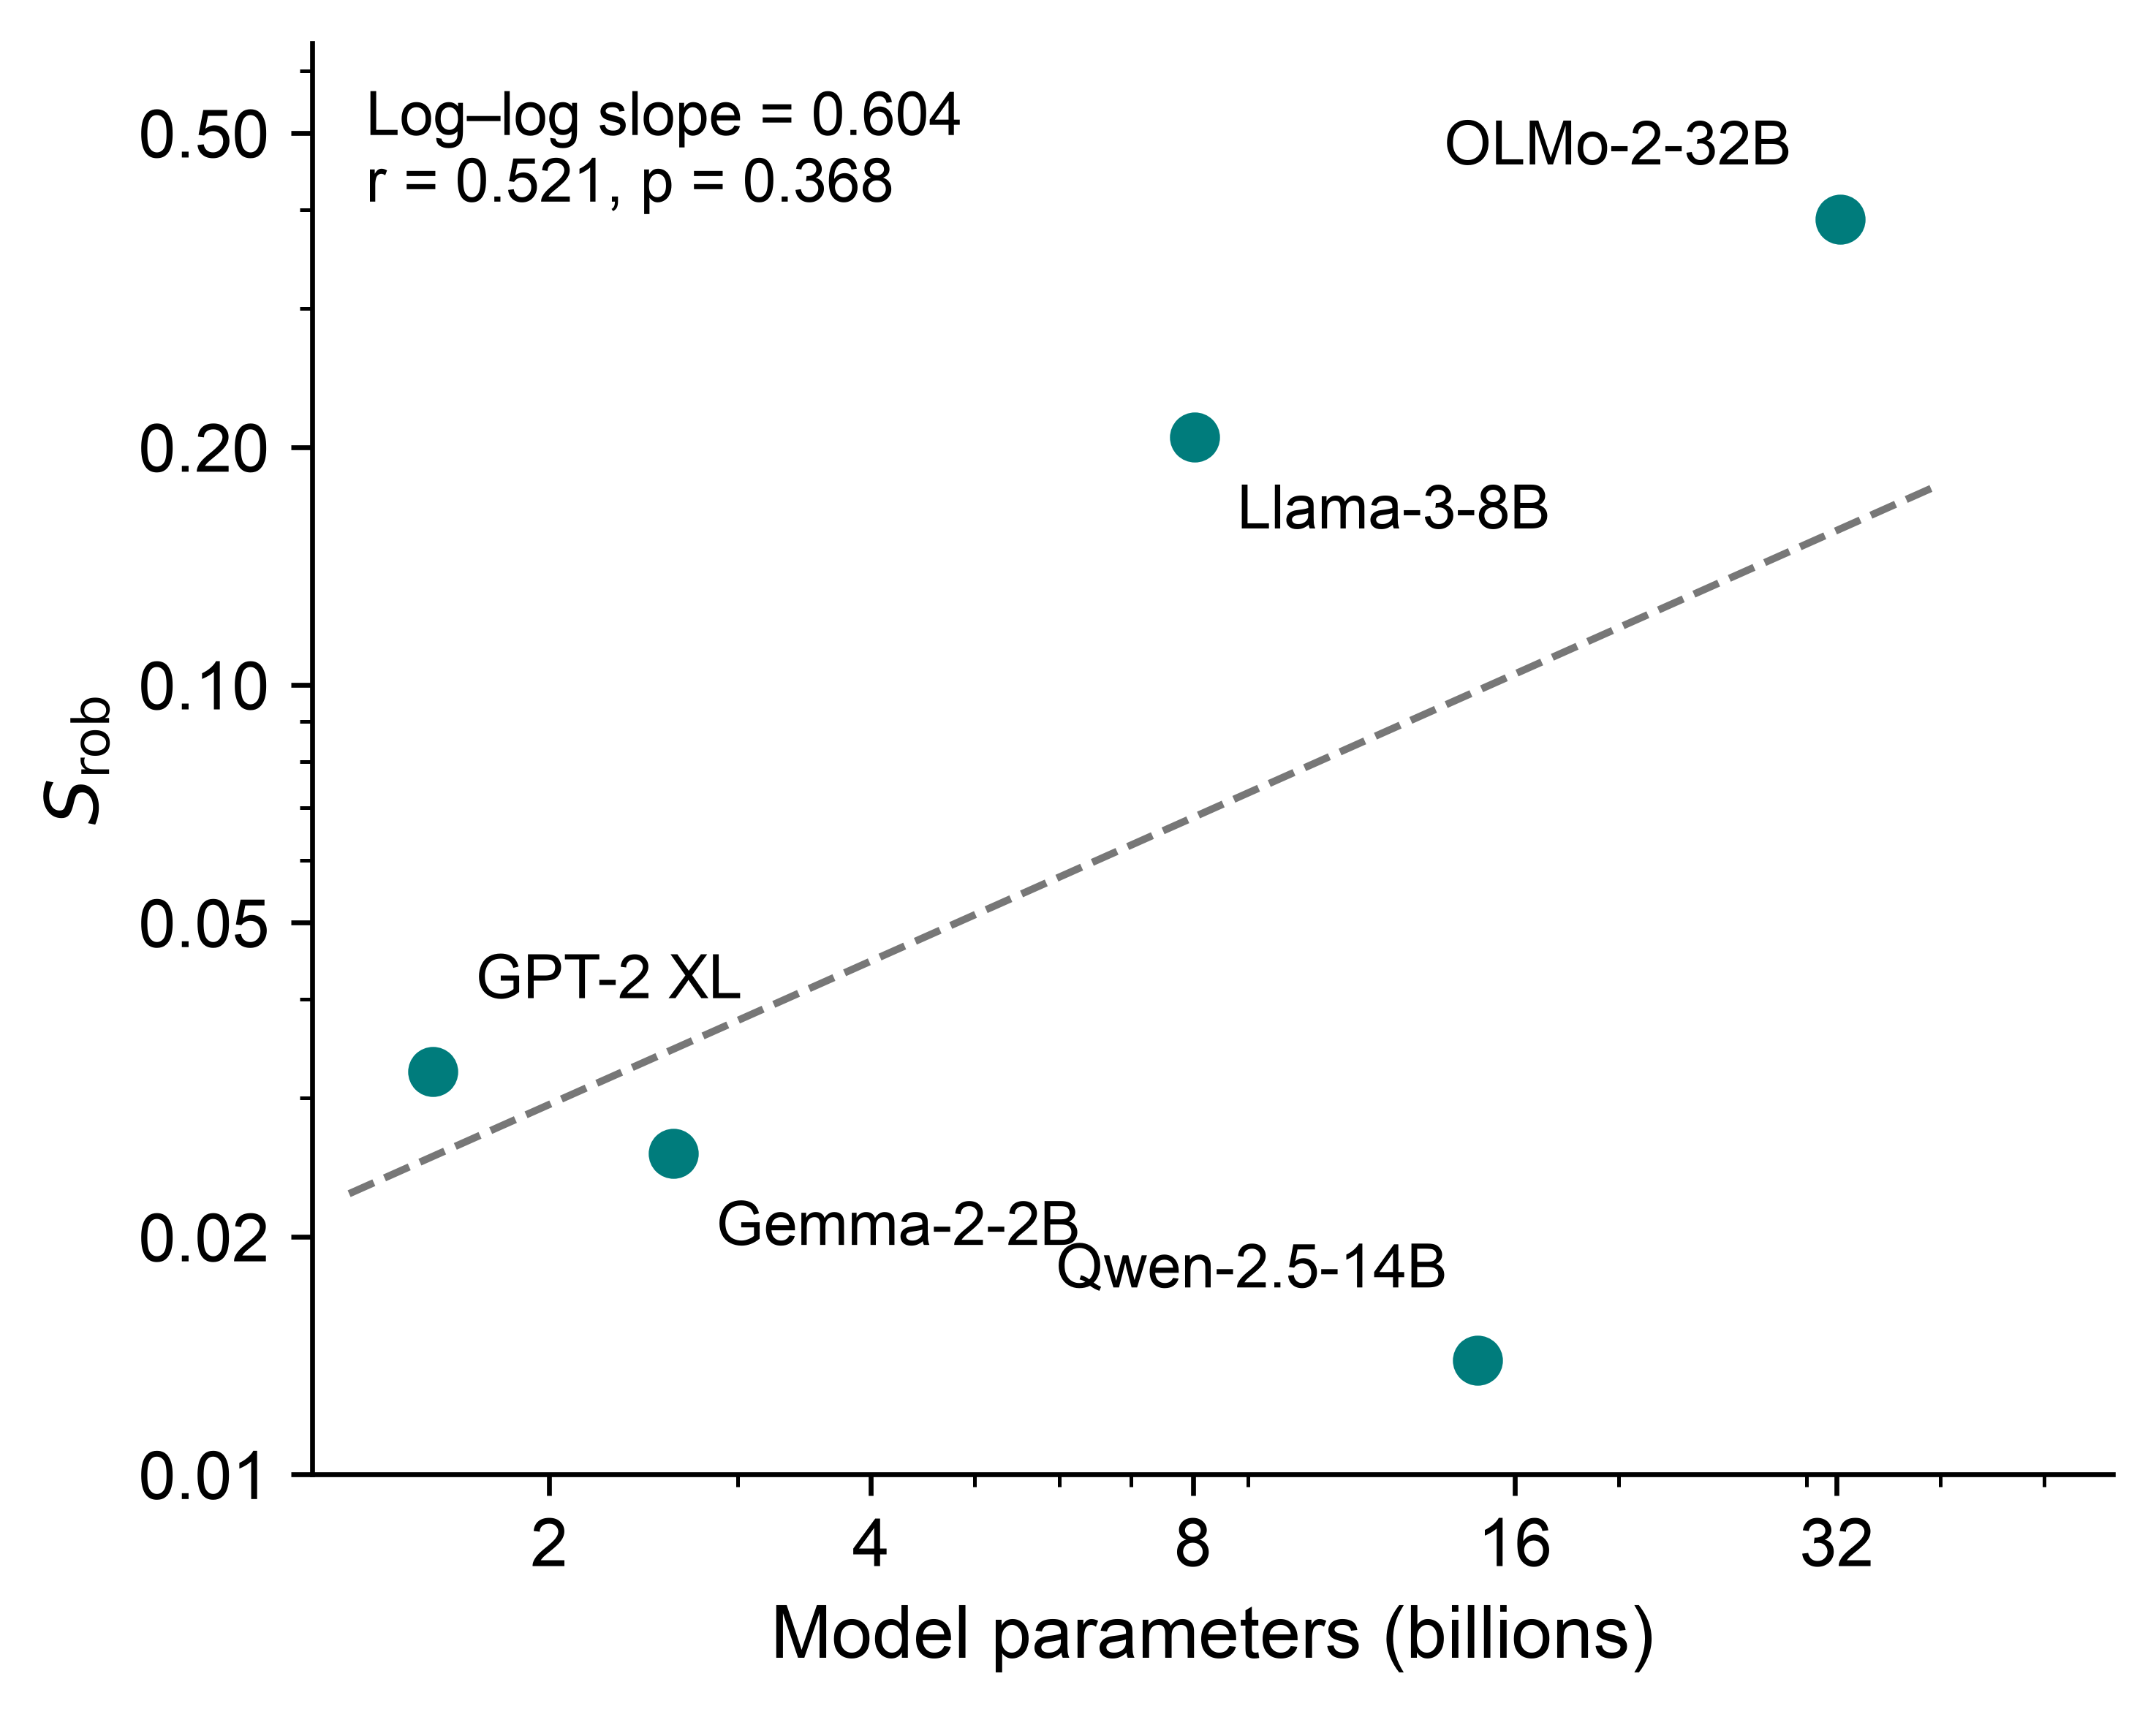 Log–log slope = 0.604
r = 0.521, p = 0.368
OLMo-2-32B
Llama-3-8B
GPT-2 XL
Gemma-2-2B
Qwen-2.5-14B
0.50
0.20
0.10
0.05
0.02
0.01
Srob
2 4 8 16 32
Model parameters (billions)